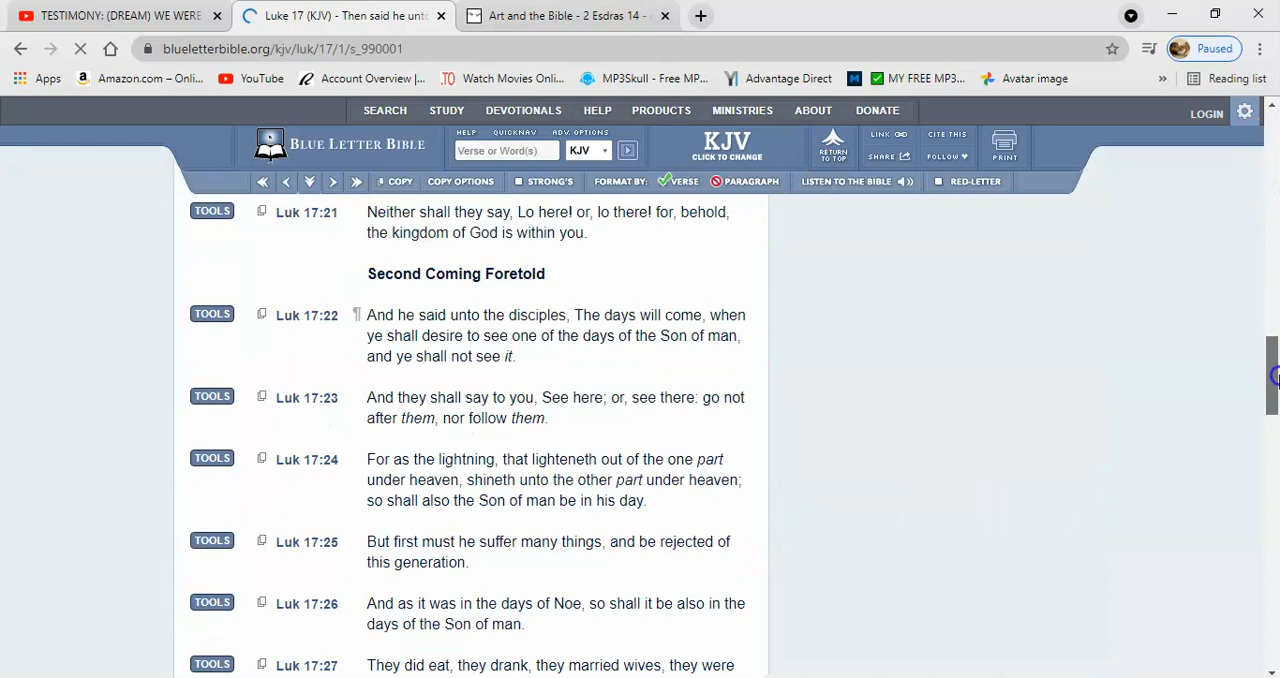 TESTIMONY: (DREAM) WE WERE
Luke 17 (KJV) - Then said he unto
Art and the Bible - 2 Esdras 14 -
blueletterbible.org/kjv/luk/17/1/s_990001
Paused
Apps Amazon.com – Onli... YouTube Account Overview |... Watch Movies Onlin... MP3Skull - Free MP... Advantage Direct MY FREE MP3... Avatar image » Reading list
SEARCH STUDY DEVOTIONALS HELP PRODUCTS MINISTRIES ABOUT DONATE LOGIN
BLUE LETTER BIBLE
HELP QUICKNAV ADV. OPTIONS
Verse or Word(s) KJV
KJV
CLICK TO CHANGE
RETURN
TO TOP
LINK CITE THIS
SHARE FOLLOW PRINT
COPY COPY OPTIONS STRONG'S FORMAT BY: VERSE PARAGRAPH LISTEN TO THE BIBLE RED-LETTER
TOOLS Luk 17:21 Neither shall they say, Lo here! or, lo there! for, behold,
the kingdom of God is within you.
Second Coming Foretold
TOOLS Luk 17:22 ¶ And he said unto the disciples, The days will come, when
ye shall desire to see one of the days of the Son of man,
and ye shall not see it.
TOOLS Luk 17:23 And they shall say to you, See here; or, see there: go not
after them, nor follow them.
TOOLS Luk 17:24 For as the lightning, that lighteneth out of the one part
under heaven, shineth unto the other part under heaven;
so shall also the Son of man be in his day.
TOOLS Luk 17:25 But first must he suffer many things, and be rejected of
this generation.
TOOLS Luk 17:26 And as it was in the days of Noe, so shall it be also in the
days of the Son of man.
TOOLS Luk 17:27 They did eat, they drank, they married wives, they were